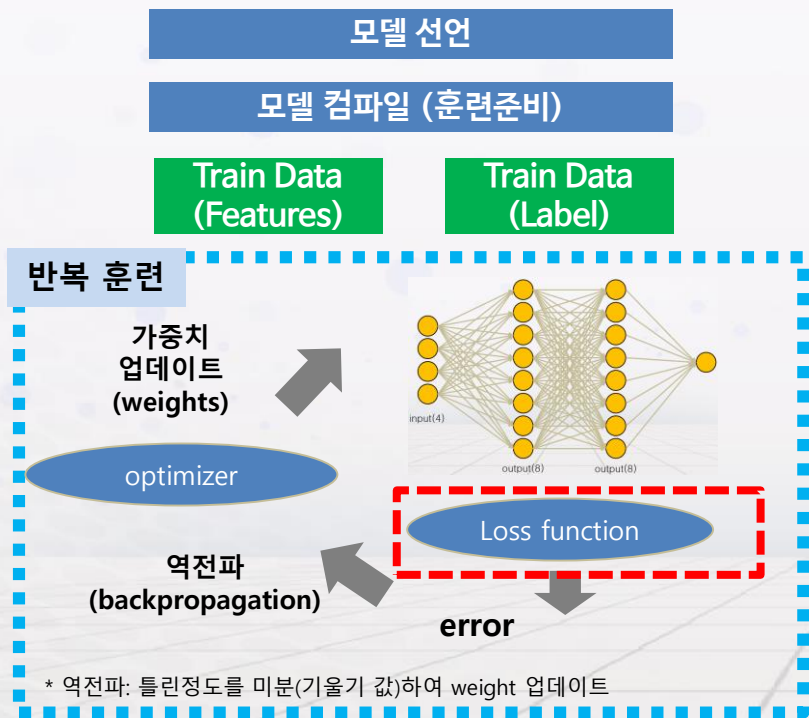 모델 선언
모델 컴파일 (훈련준비)
Train Data
(Features)
Train Data
(Label)
반복 훈련
가중치
업데이트
(weights)
input(4)
output(8)
output(8)
optimizer
Loss function
역전파
(backpropagation)
error
* 역전파: 틀린정도를 미분(기울기 값)하여 weight 업데이트